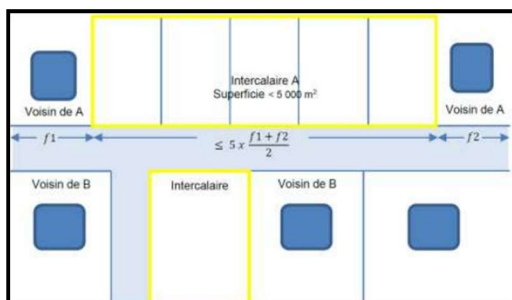 Intercalaire A
Superficie < 5 000 m²
Voisin de A
Voisin de A
f1
≤ 5 x (f1 + f2) / 2
f2
Voisin de B
Intercalaire
Voisin de B